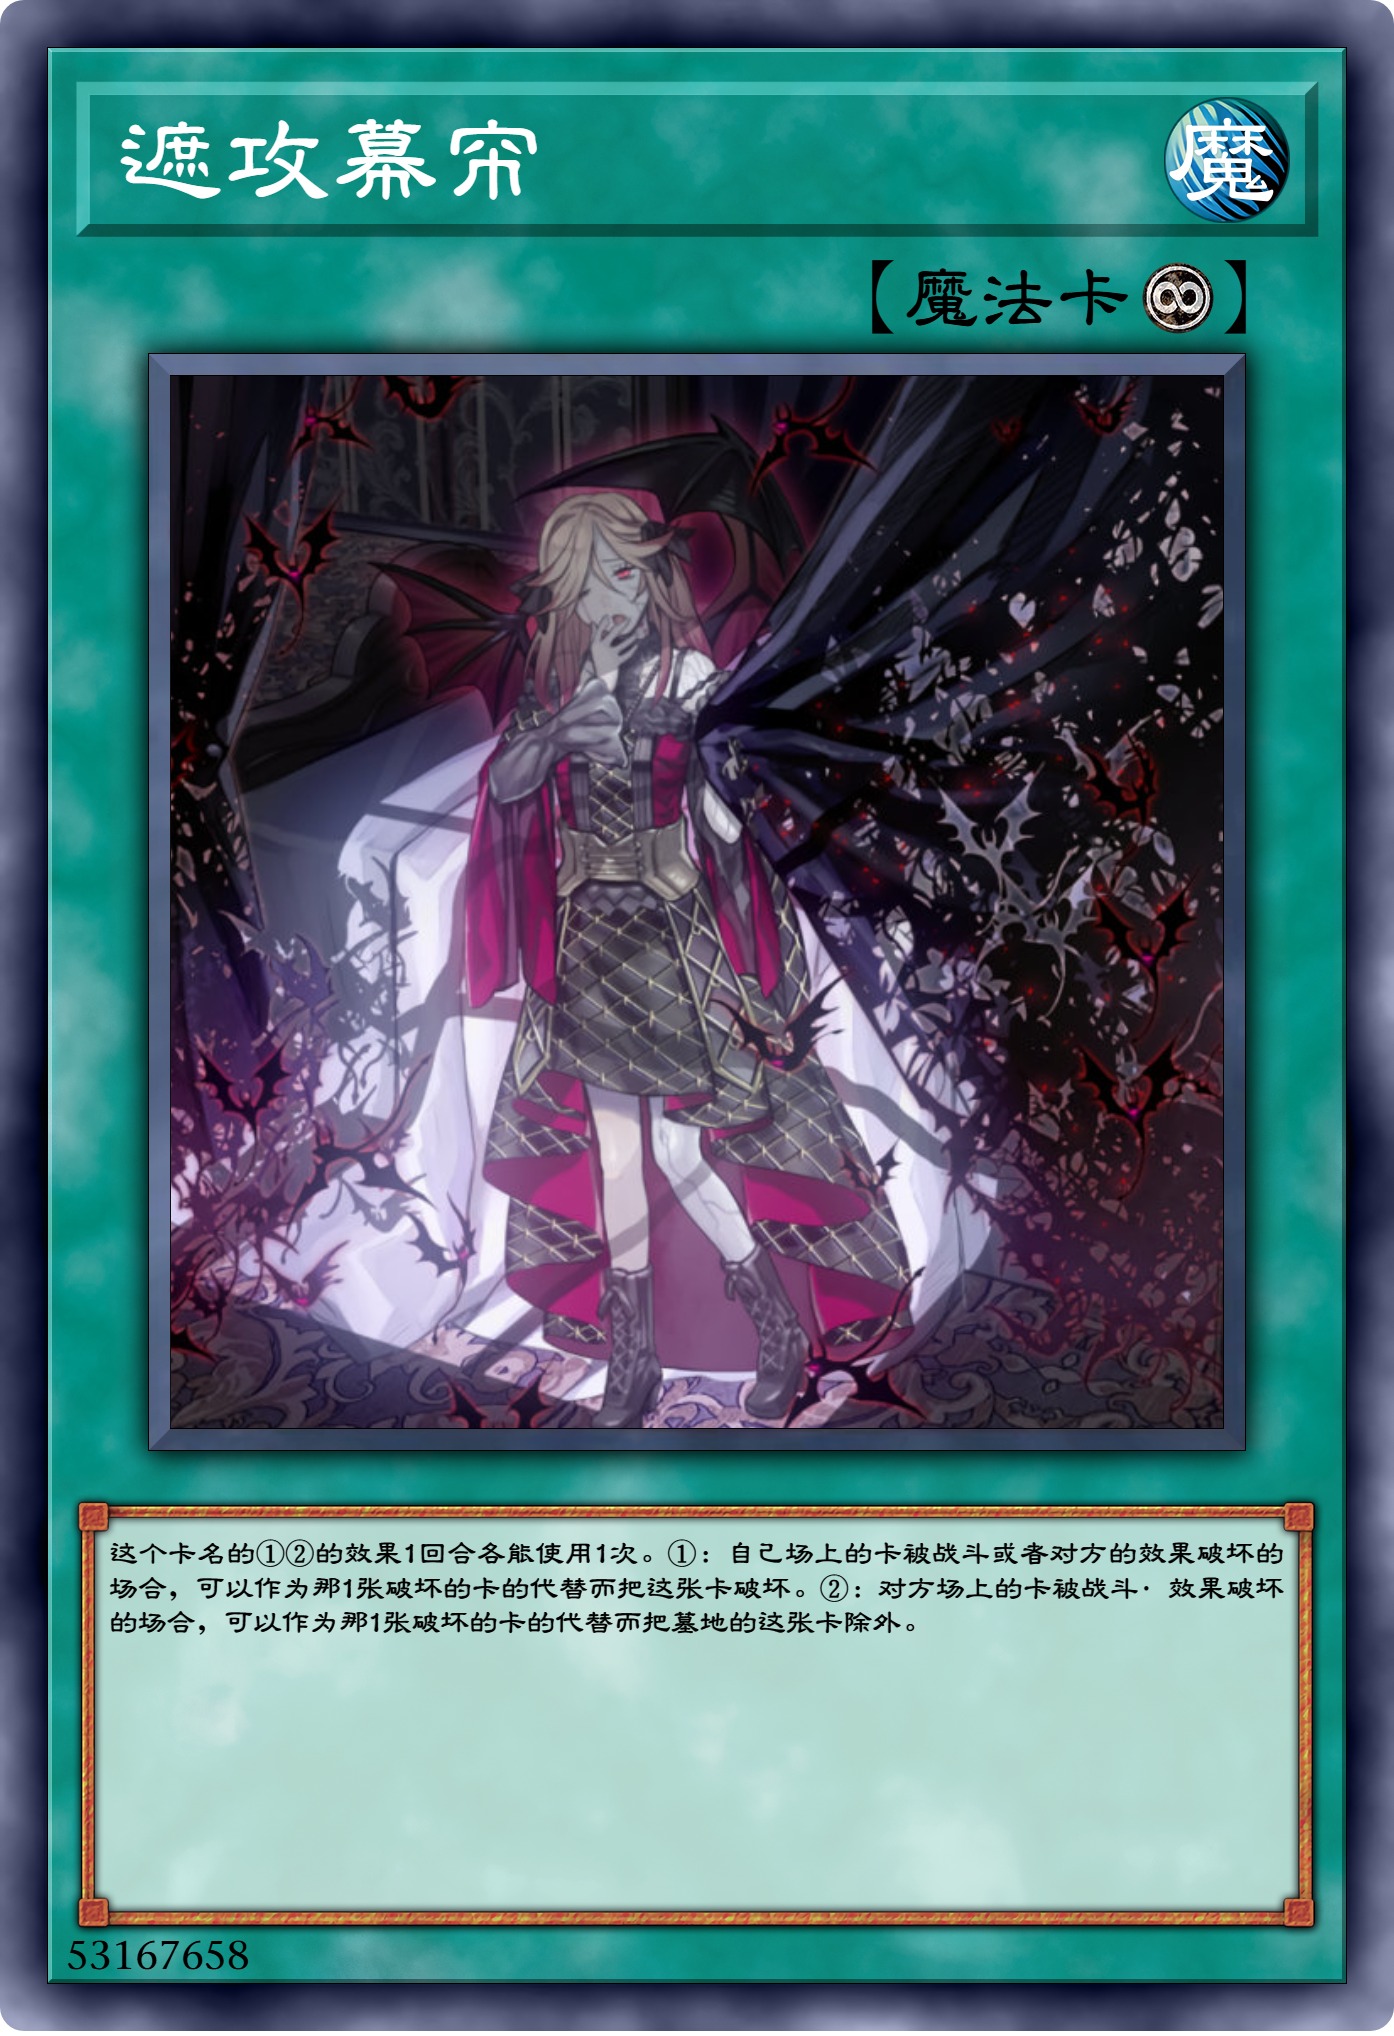 遮攻幕帘
魔
【魔法卡】
这个卡名的①②的效果1回合各能使用1次。①：自己场上的卡被战斗或者对方的效果破坏的
场合，可以作为那1张破坏的卡的代替而把这张卡破坏。②：对方场上的卡被战斗·效果破坏
的场合，可以作为那1张破坏的卡的代替而把墓地的这张卡除外。
53167658